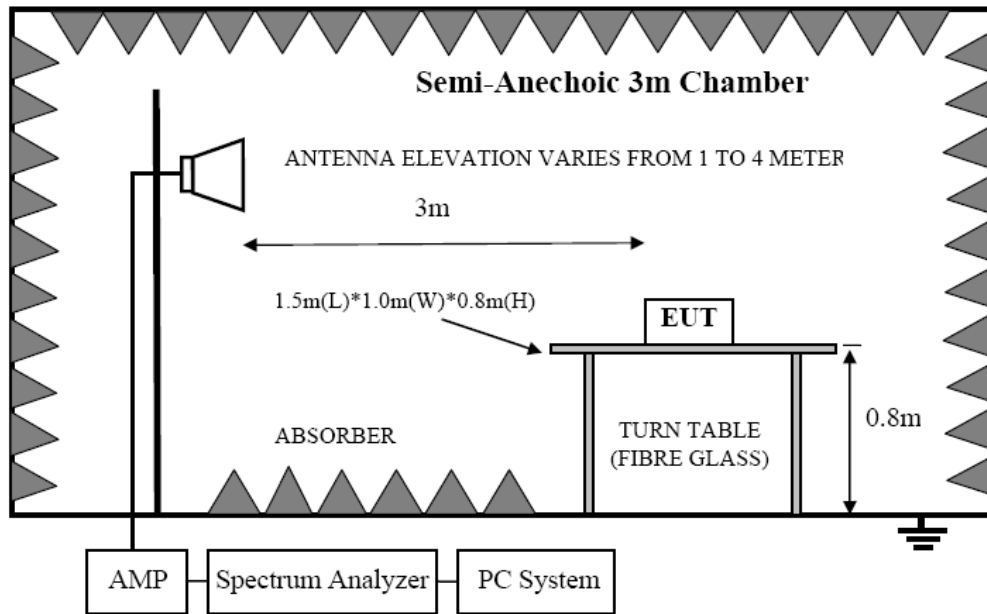 Semi-Anechoic 3m Chamber
ANTENNA ELEVATION VARIES FROM 1 TO 4 METER
3m
1.5m(L)*1.0m(W)*0.8m(H)
EUT
ABSORBER
TURN TABLE
(FIBRE GLASS)
0.8m
AMP
Spectrum Analyzer
PC System